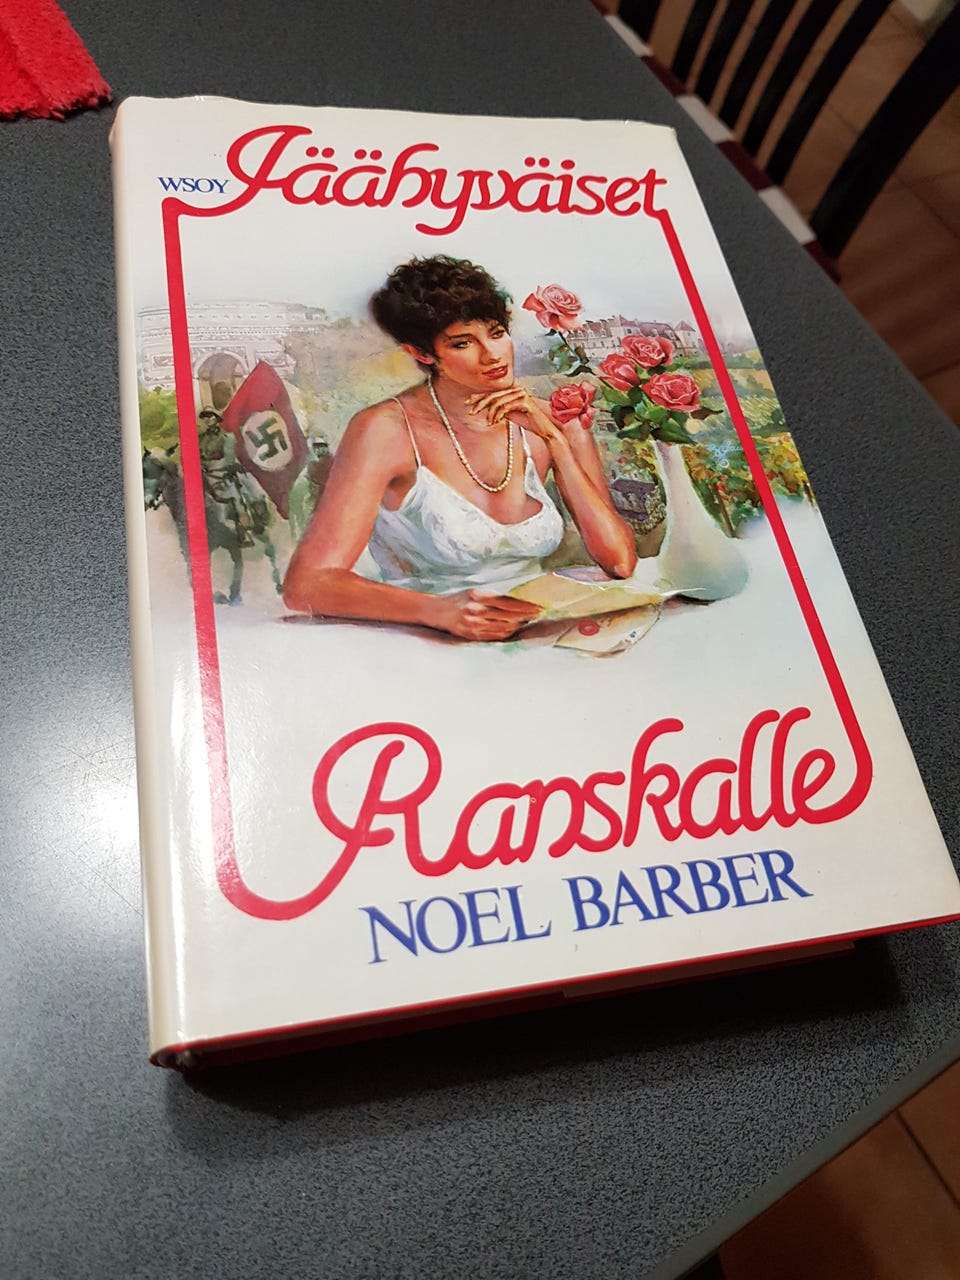 WSOY
Jäähyväiset
Ranskalle
NOEL BARBER